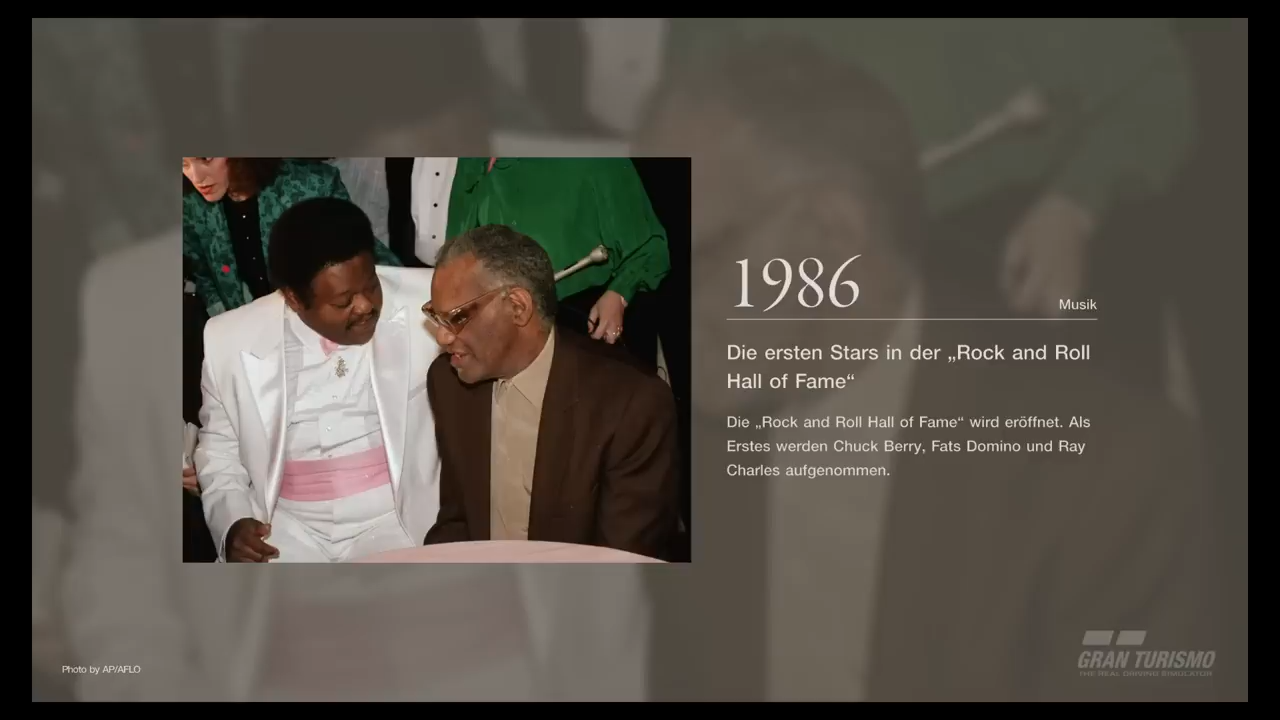 1986
Musik
Die ersten Stars in der „Rock and Roll
Hall of Fame“
Die „Rock and Roll Hall of Fame“ wird eröffnet. Als
Erstes werden Chuck Berry, Fats Domino und Ray
Charles aufgenommen.
Photo by AP/AFLO
GRAN TURISMO
THE REAL DRIVING SIMULATOR